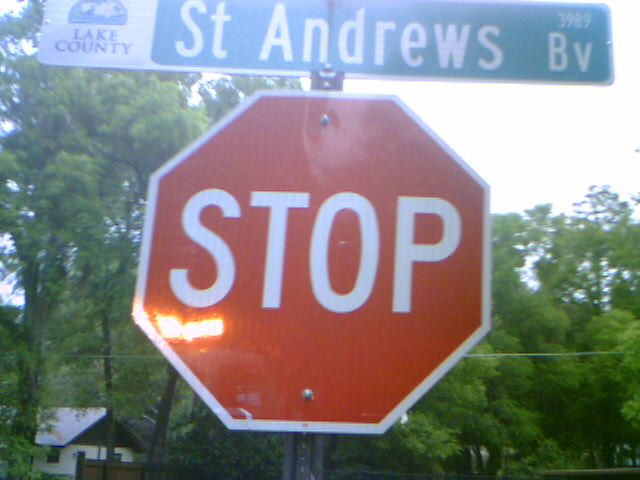 LAKE
COUNTY
St Andrews Bv
3989
STOP